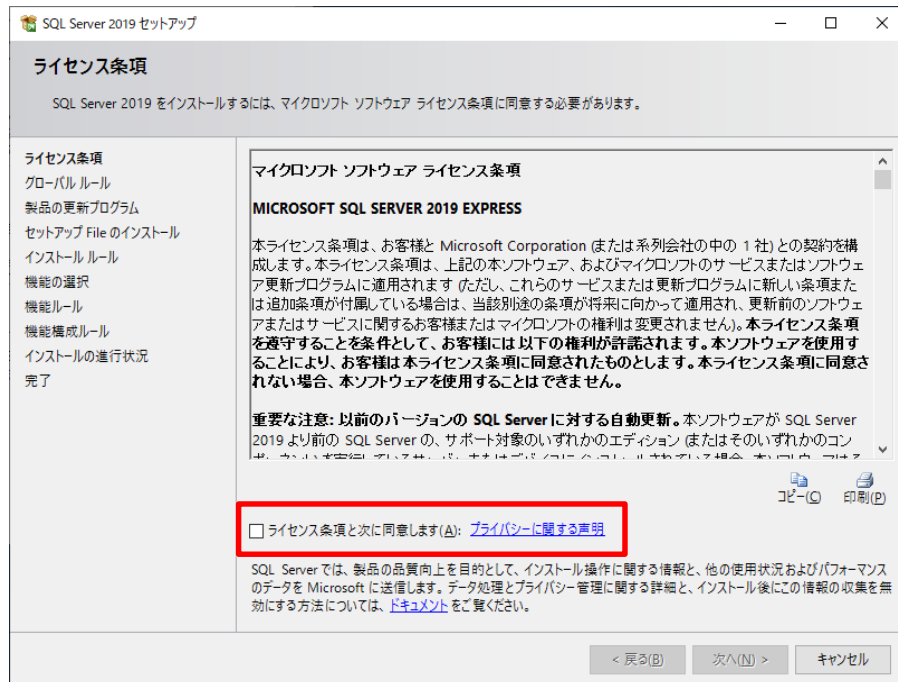 SQL Server 2019 セットアップ
ライセンス条項
SQL Server 2019 をインストールするには、マイクロソフト ソフトウェア ライセンス条項に同意する必要があります。
ライセンス条項
グローバル ルール
製品の更新プログラム
セットアップ File のインストール
インストール ルール
機能の選択
機能ルール
機能構成ルール
インストールの進行状況
完了
マイクロソフト ソフトウェア ライセンス条項
MICROSOFT SQL SERVER 2019 EXPRESS
本ライセンス条項は、お客様と Microsoft Corporation (または系列会社の中の 1 社) との契約を構
成します。本ライセンス条項は、上記の本ソフトウェア、およびマイクロソフトのサービスまたはソフトウェ
ア更新プログラムに適用されます (ただし、これらのサービスまたは更新プログラムに新しい条項また
は追加条項が付属している場合は、当該別途の条項が将来に向かって適用され、更新前のソフトウェ
アまたはサービスに関するお客様またはマイクロソフトの権利は変更されません)。本ライセンス条項
を遵守することを条件として、お客様には以下の権利が許諾されます。本ソフトウェアを使用す
ることにより、お客様は本ライセンス条項に同意されたものとします。本ライセンス条項に同意さ
れない場合、本ソフトウェアを使用することはできません。
重要な注意: 以前のバージョンの SQL Server に対する自動更新。本ソフトウェアが SQL Server
2019 より前の SQL Server の、サポート対象のいずれかのエディション (またはそのいずれかのコン
コピー(C) 印刷(P)
ライセンス条項と次に同意します(A): プライバシーに関する声明
SQL Server では、製品の品質向上を目的として、インストール操作に関する情報と、他の使用状況およびパフォーマンス
のデータを Microsoft に送信します。データ処理とプライバシー管理に関する詳細と、インストール後にこの情報の収集を無
効にする方法については、ドキュメント をご覧ください。
< 戻る(B) 次へ(N) > キャンセル